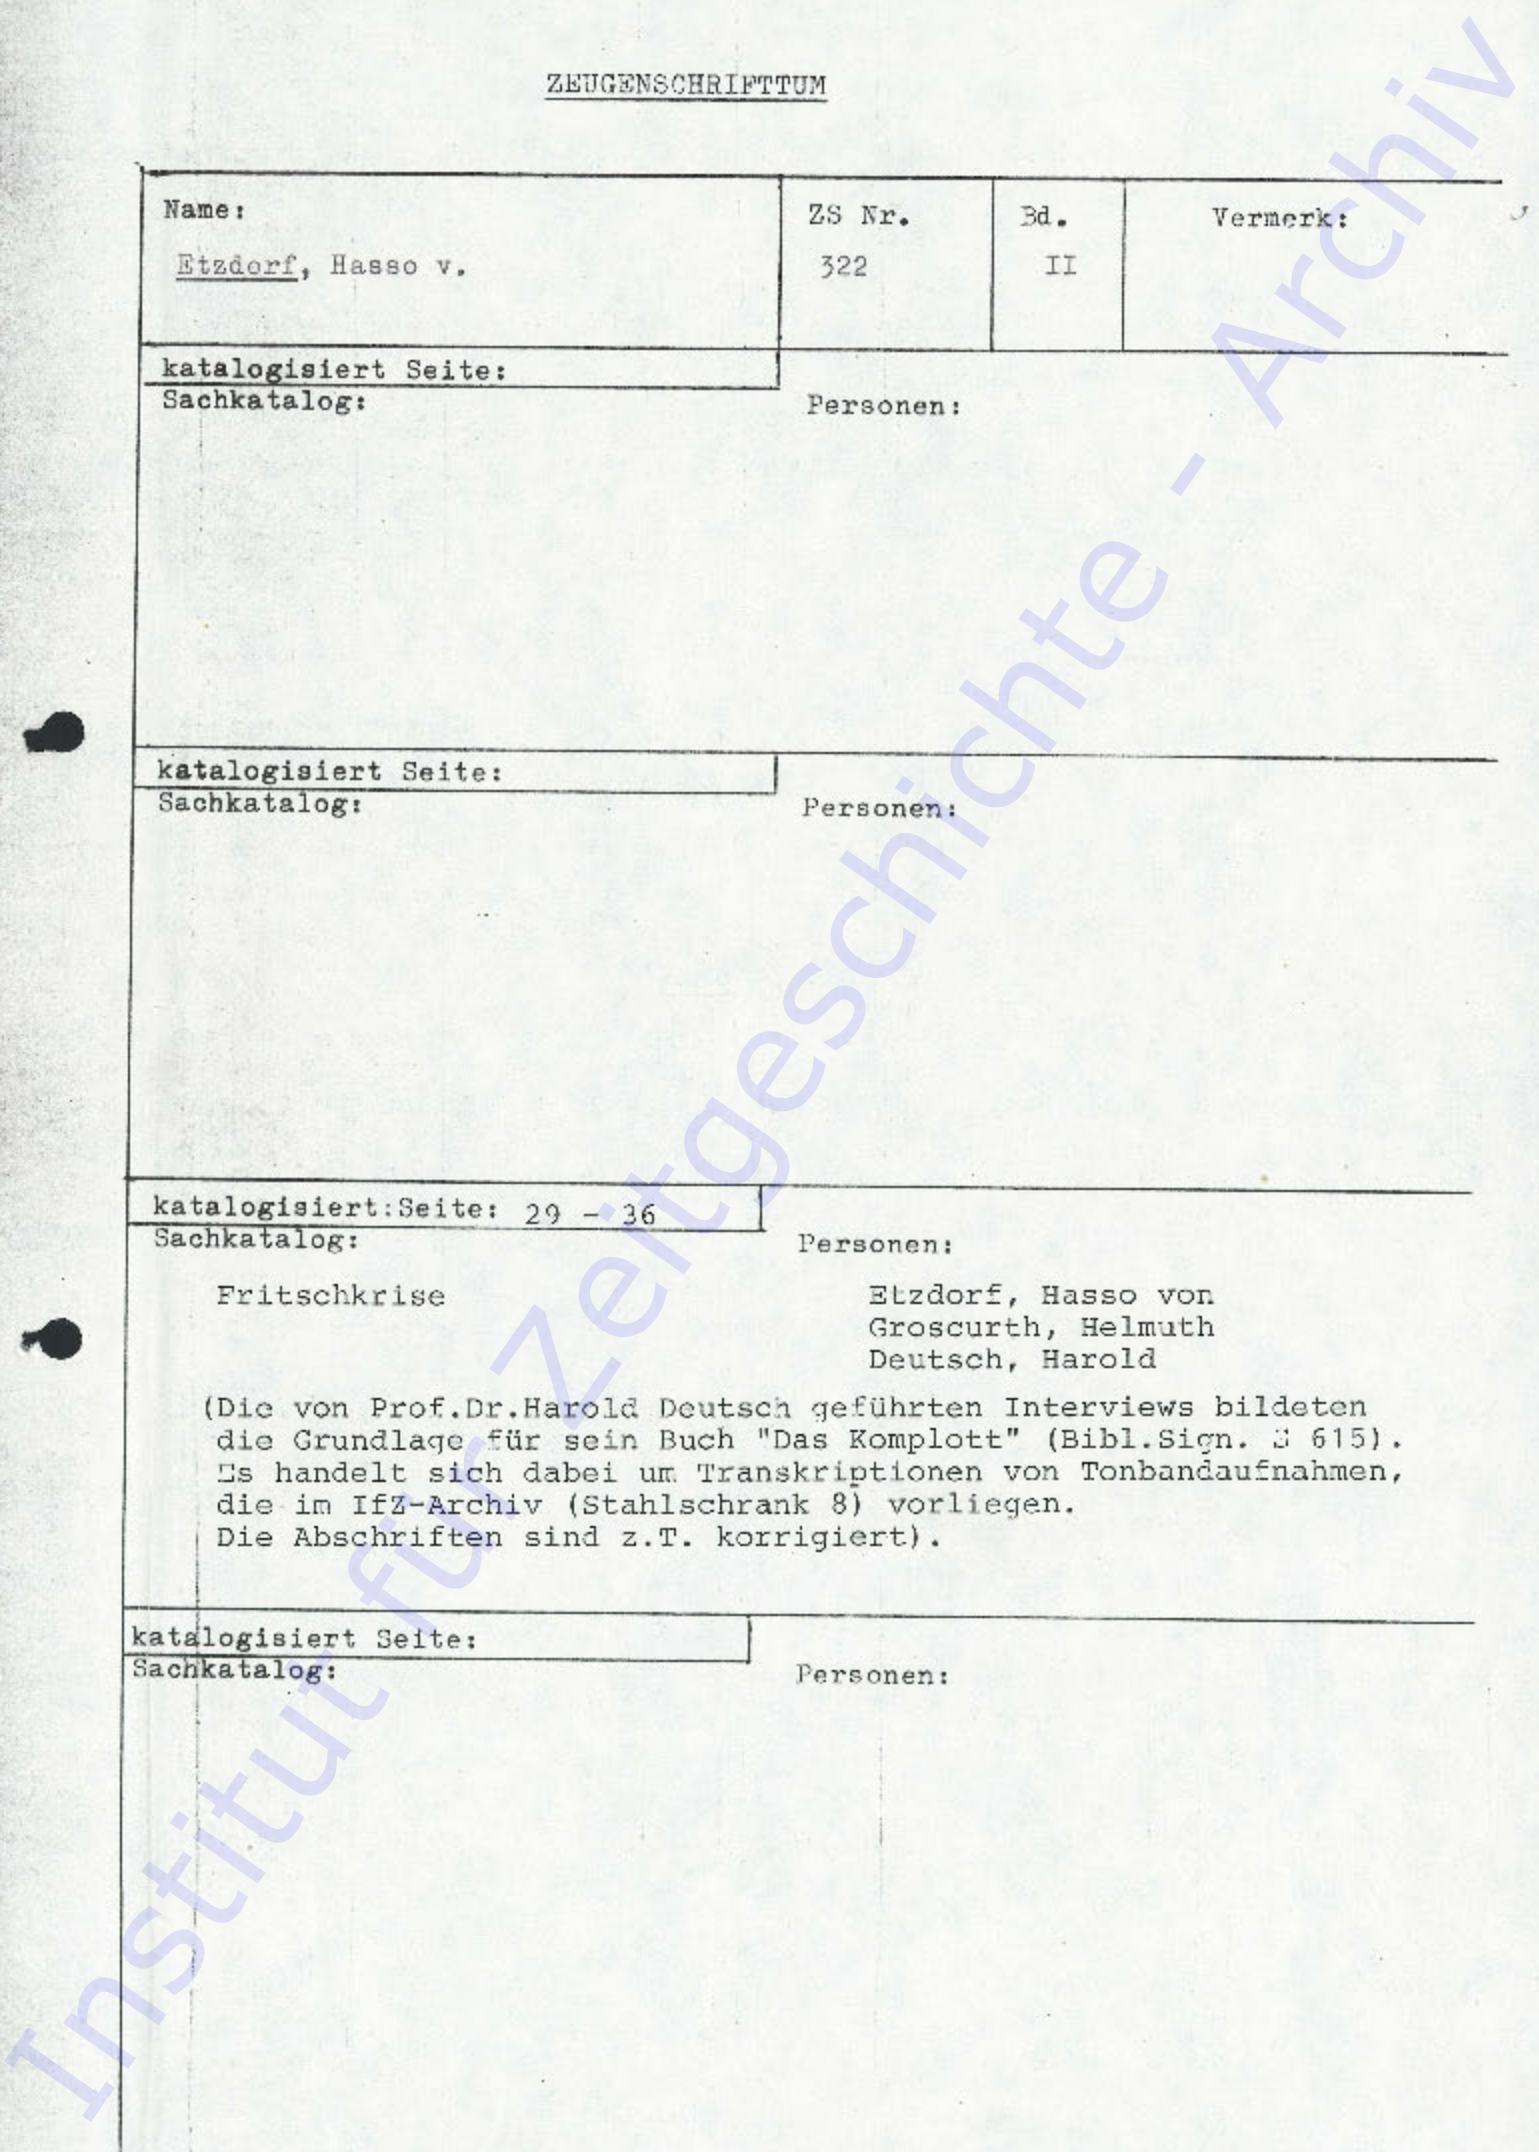 ZEUGENSCHRIFTTUM
Name:
ZS Nr.
Bd.
Vermerk:
Etzdorf, Hasso v.
322
II
katalogisiert Seite:
Sachkatalog:
Personen:
katalogisiert Seite:
Sachkatalog:
Personen:
katalogisiert:Seite: 29 - 36
Sachkatalog:
Personen:
Fritschkrise
Etzdorf, Hasso von
Groscurth, Helmuth
Deutsch, Harold
(Die von Prof.Dr.Harold Deutsch geführten Interviews bildeten
die Grundlage für sein Buch "Das Komplott" (Bibl.Sign. 615).
Es handelt sich dabei um Transkriptionen von Tonbandaufnahmen,
die im IfZ-Archiv (Stahlschrank 8) vorliegen.
Die Abschriften sind z.T. korrigiert).
katalogisiert Seite:
Sachkatalog:
Personen:
Institut für Zeitgeschichte - Archiv